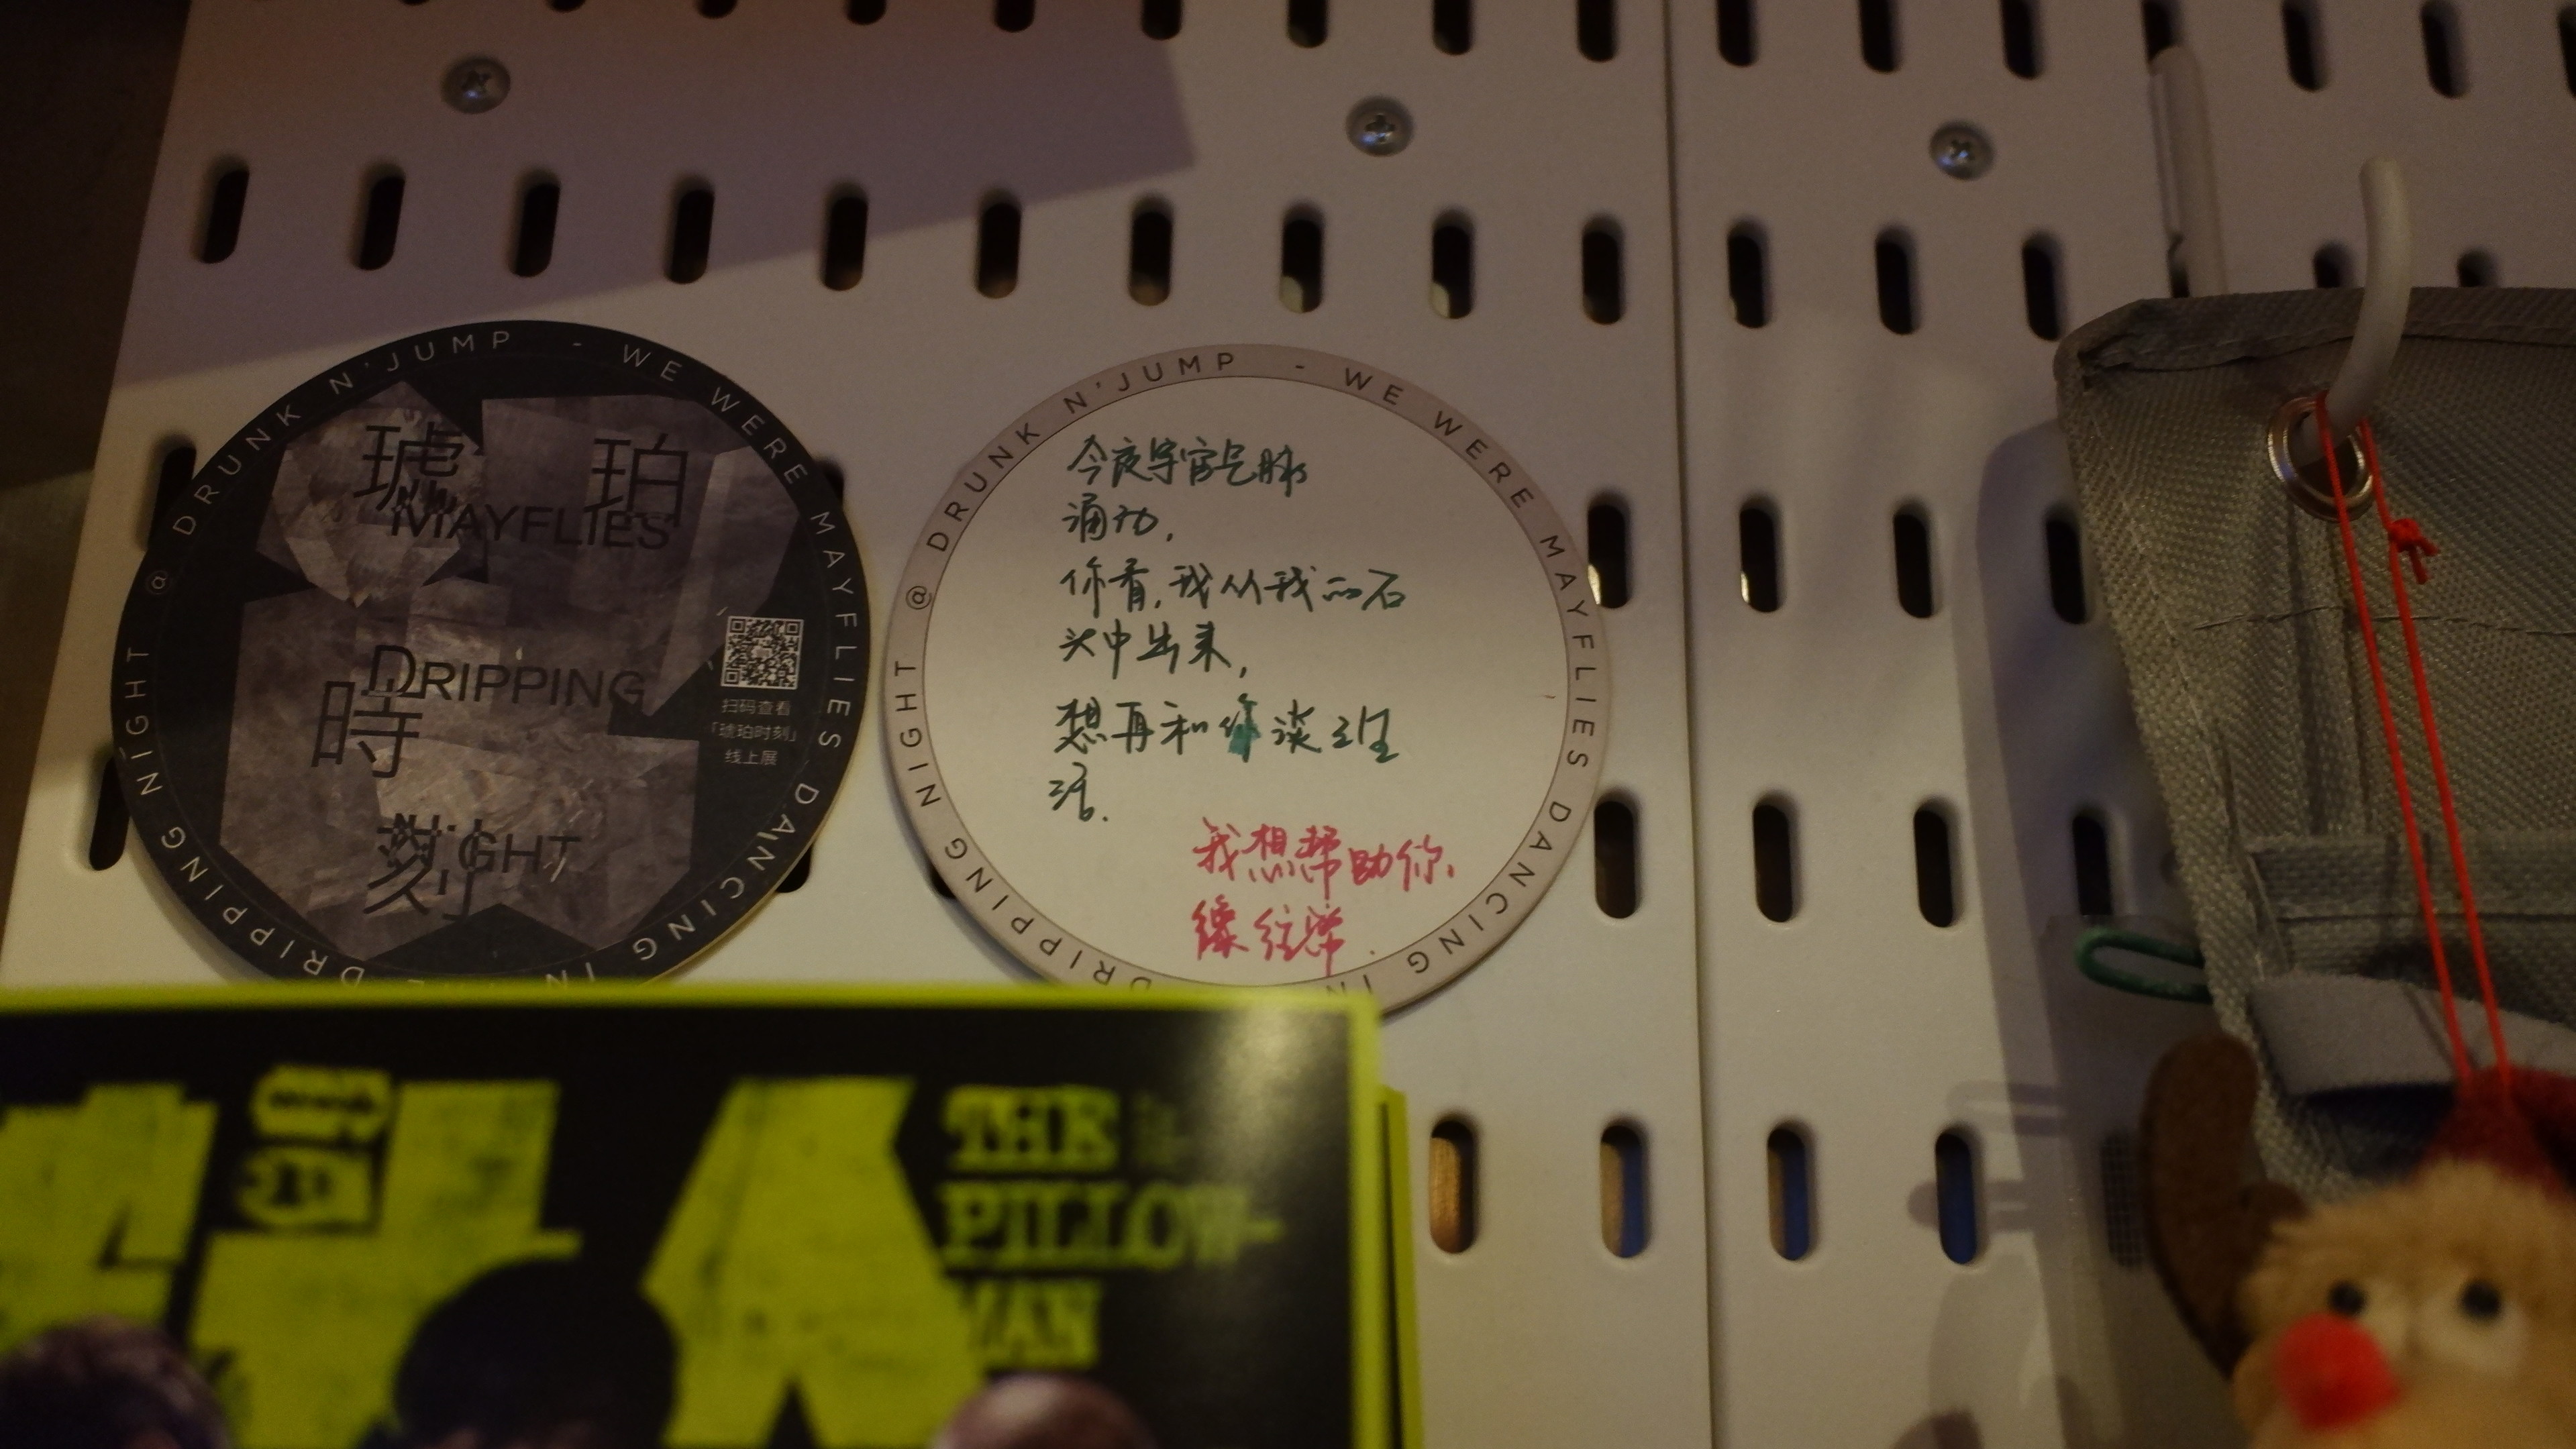 @ DRUNK N'JUMP - WE WERE MAYFLIES DANCING IN THE DRIPPING NIGHT
琥珀
MAYFLIES
DRIPPING
時
刻
NIGHT
扫码查看
「琥珀时刻」
线上展
@ DRUNK N'JUMP - WE WERE MAYFLIES DANCING IN DRIPPING NIGHT
今夜宇宙气脉
涌动,
你看,我从我的石
头中出来,
想再和你谈谈生
活.
我想帮助你,
THE
PILLOW-
MAN